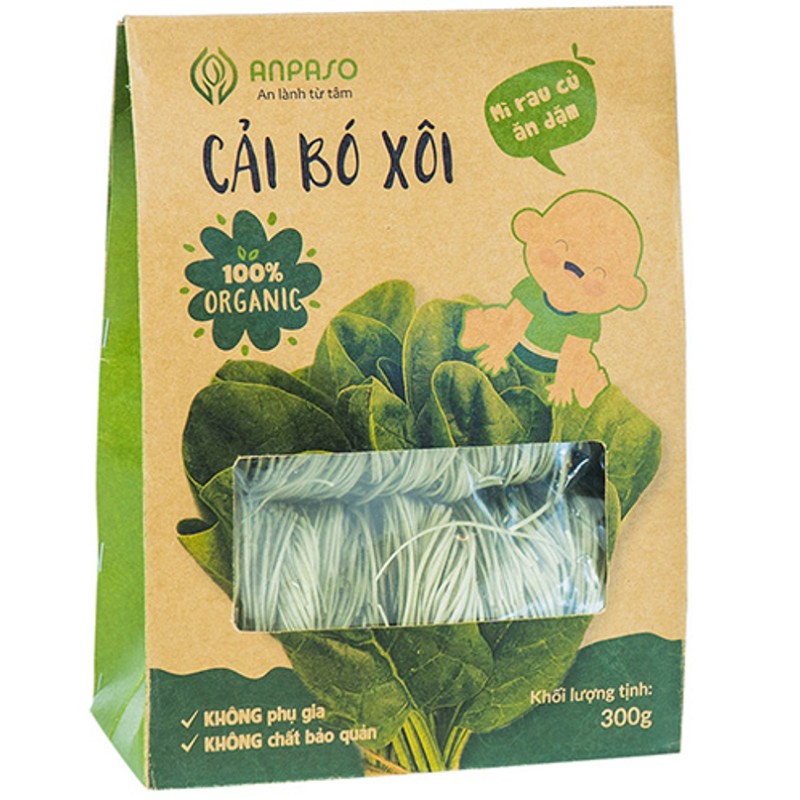 ANPASO
An lành từ tâm
Mì rau củ
ăn dặm
CẢI BÓ XÔI
100%
ORGANIC
✓ KHÔNG phụ gia
✓ KHÔNG chất bảo quản
Khối lượng tịnh:
300g